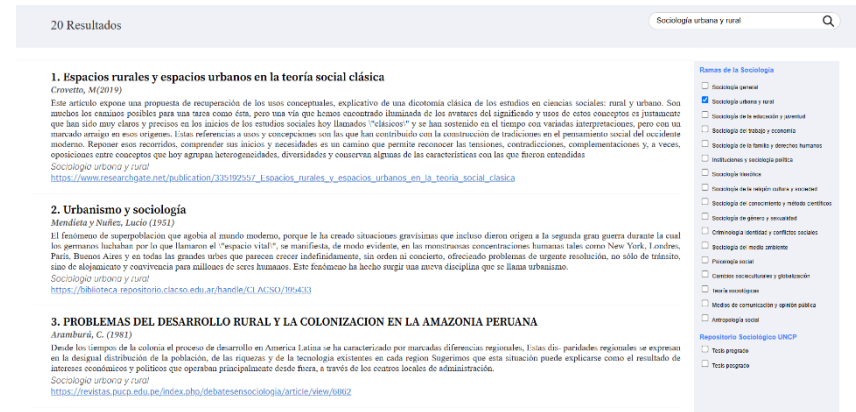 20 Resultados
Sociología urbana y rural
1. Espacios rurales y espacios urbanos en la teoría social clásica
Crovetto, M(2019)
Este artículo expone una propuesta de recuperación de los usos conceptuales, explicativo de una dicotomía clásica de los estudios en ciencias sociales: rural y urbano. Son
muchos los caminos posibles para una tarea como ésta, pero una vía que hemos encontrado iluminada de los avatares del significado y usos de estos conceptos es justamente
que han sido muy claros y precisos en los inicios de los estudios sociales hoy llamados \"clásicos\" y se han sostenido en el tiempo con variadas interpretaciones, pero con un
marcado arraigo en esos orígenes. Estas referencias a usos y concepciones son las que han contribuido con la construcción de tradiciones en el pensamiento social del occidente
moderno. Reponer esos recorridos, comprender sus inicios y necesidades es un camino que permite reconocer las tensiones, contradicciones, complementaciones y, a veces,
oposiciones entre conceptos que hoy agrupan heterogeneidades, diversidades y conservan algunas de las características con las que fueron entendidas
Sociología urbana y rural
https://www.researchgate.net/publication/335192557_Espacios_rurales_y_espacios_urbanos_en_la_teoria_social_clasica
2. Urbanismo y sociología
Mendieta y Nuñez, Lucio (1951)
El fenómeno de superpoblación que agobia al mundo moderno, porque le ha creado situaciones gravísimas que incluso dieron origen a la segunda gran guerra durante la cual
los germanos luchaban por lo que llamaron el \"espacio vital\", se manifiesta, de modo evidente, en las monstruosas concentraciones humanas tales como New York, Londres,
París, Buenos Aires y en todas las grandes urbes que parecen crecer indefinidamente, sin orden ni concierto, ofreciendo problemas de urgente resolución, no sólo de tránsito,
sino de alojamiento y convivencia para millones de seres humanos. Este fenómeno ha hecho surgir una nueva disciplina que se llama urbanismo.
Sociología urbana y rural
https://biblioteca-repositorio.clacso.edu.ar/handle/CLACSO/195433
3. PROBLEMAS DEL DESARROLLO RURAL Y LA COLONIZACION EN LA AMAZONIA PERUANA
Aramburú, C. (1981)
Desde los tiempos de la colonia el proceso de desarrollo en America Latina se ha caracterizado por marcadas diferencias regionales, Estas dis- paridades regionales se expresan
en la desigual distribución de la población, de las riquezas y de la tecnologia existentes en cada region Sugerimos que esta situación puede explicarse como el resultado de
intereses económicos y políticos que operaban principalmente desde fuera, a través de los centros locales de administración.
Sociología urbana y rural
https://revistas.pucp.edu.pe/index.php/debatesensociologia/article/view/6802
Ramas de la Sociología
Sociología general
Sociología urbana y rural
Sociología de la educación y juventud
Sociología del trabajo y economía
Sociología de la familia y derechos humanos
Instituciones y sociología política
Sociología filosófica
Sociología de la religión cultura y sociedad
Sociología del conocimiento y método científicos
Sociología de género y sexualidad
Criminología identidad y conflictos sociales
Sociología del medio ambiente
Psicología social
Cambios socioculturales y globalización
Teoría sociológicas
Medios de comunicación y opinión pública
Antropología social
Repositorio Sociológico UNCP
Tesis pregrado
Tesis posgrado